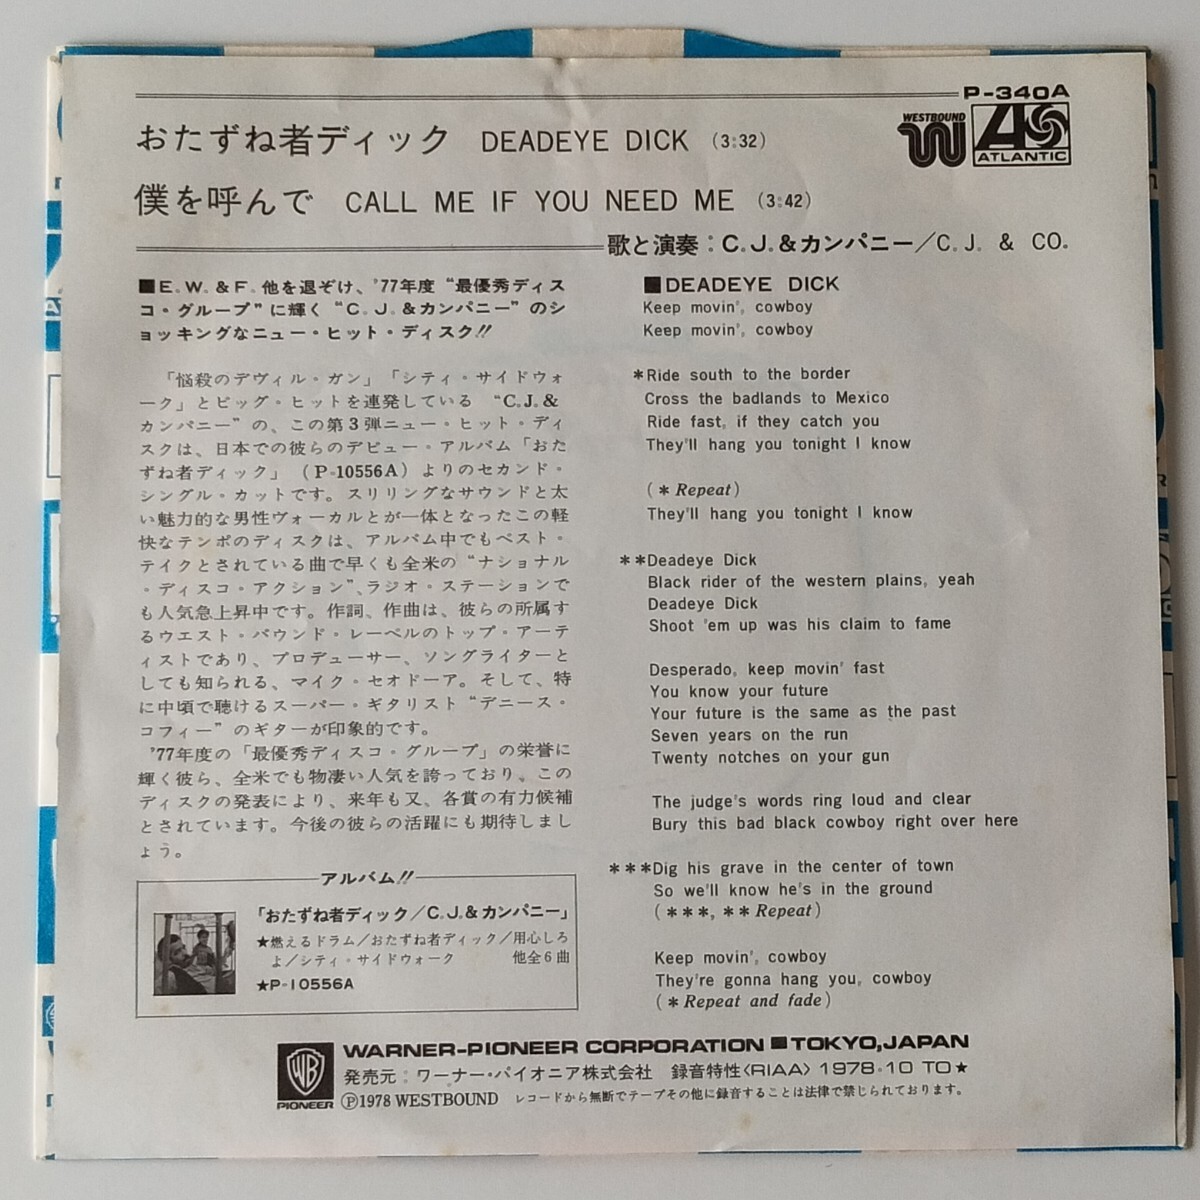 P-340A
おたずね者ディック DEADEYE DICK (3:32)
WESTBOUND
ATLANTIC
僕を呼んで CALL ME IF YOU NEED ME (3:42)
歌と演奏：C.J.&カンパニー／C.J. & CO.
■E.W.&F.他を退ぞけ、'77年度“最優秀ディス
コ・グループ”に輝く“C.J.&カンパニー”のシ
ョッキングなニュー・ヒット・ディスク!!
「悩殺のデヴィル・ガン」「シティ・サイドウォ
ーク」とビッグ・ヒットを連発している “C.J.&
カンパニー”の、この第3弾ニュー・ヒット・ディ
スクは、日本での彼らのデビュー・アルバム「おた
ずね者ディック」（P-10556A）よりのセカンド・
シングル・カットです。スリリングなサウンドと太
い魅力的な男性ヴォーカルとが一体となったこの軽
快なテンポのディスクは、アルバム中でもベスト・
テイクとされている曲で早くも全米の“ナショナル
・ディスコ・アクション”、ラジオ・ステーションで
も人気急上昇中です。作詞、作曲は、彼らの所属す
るウエスト・バウンド・レーベルのトップ・アーテ
ィストであり、プロデューサー、ソングライターと
しても知られる、マイク・セオドーア。そして、特
に中頃で聴けるスーパー・ギタリスト“デニース・
コフィー”のギターが印象的です。
'77年度の「最優秀ディスコ・グループ」の栄誉に
輝く彼ら、全米でも物凄い人気を誇っており、この
ディスクの発表により、来年も又、各賞の有力候補
とされています。今後の彼らの活躍にも期待しまし
ょう。
アルバム!!
「おたずね者ディック／C.J.&カンパニー」
★燃えるドラム／おたずね者ディック／用心しろ
よ／シティ・サイドウォーク 他全6曲
★P-10556A
■DEADEYE DICK
Keep movin', cowboy
Keep movin', cowboy
*Ride south to the border
Cross the badlands to Mexico
Ride fast, if they catch you
They'll hang you tonight I know
(* Repeat)
They'll hang you tonight I know
**Deadeye Dick
Black rider of the western plains, yeah
Deadeye Dick
Shoot 'em up was his claim to fame
Desperado, keep movin' fast
You know your future
Your future is the same as the past
Seven years on the run
Twenty notches on your gun
The judge's words ring loud and clear
Bury this bad black cowboy right over here
***Dig his grave in the center of town
So we'll know he's in the ground
(***, ** Repeat)
Keep movin', cowboy
They're gonna hang you, cowboy
(* Repeat and fade)
WB
PIONEER
WARNER-PIONEER CORPORATION ■ TOKYO,JAPAN
発売元：ワーナー・パイオニア株式会社 録音特性〈RIAA〉1978·10 TO★
Ⓟ1978 WESTBOUND レコードから無断でテープその他に録音することは法律で禁じられております。